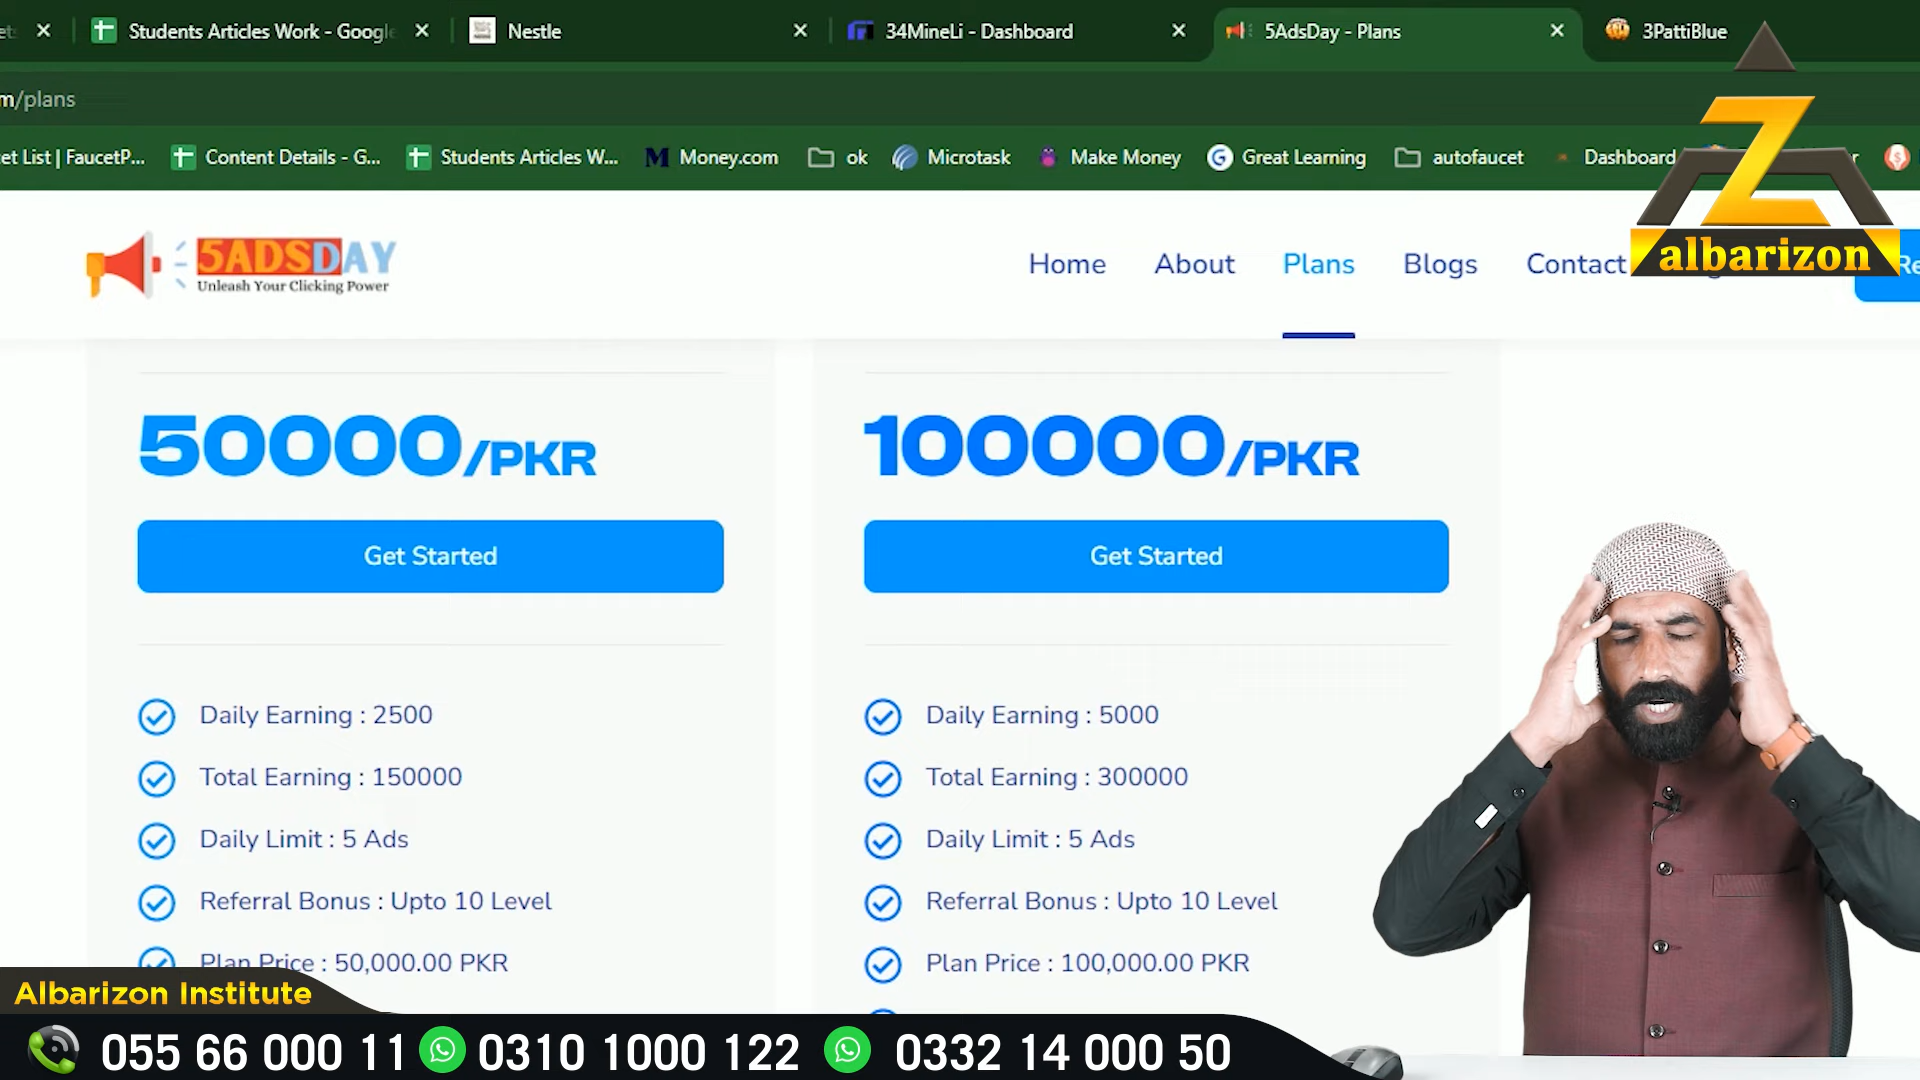 Students Articles Work - Google
Nestle
34MineLi - Dashboard
5AdsDay - Plans
3PattiBlue
m/plans
et List | FaucetP...
Content Details - G...
Students Articles W...
Money.com
ok
Microtask
Make Money
Great Learning
autofaucet
Dashboard
albarizon
5ADSDAY
Unleash Your Clicking Power
Home
About
Plans
Blogs
Contact
50000/PKR
Get Started
Daily Earning : 2500
Total Earning : 150000
Daily Limit : 5 Ads
Referral Bonus : Upto 10 Level
Plan Price : 50,000.00 PKR
100000/PKR
Get Started
Daily Earning : 5000
Total Earning : 300000
Daily Limit : 5 Ads
Referral Bonus : Upto 10 Level
Plan Price : 100,000.00 PKR
Albarizon Institute
055 66 000 11
0310 1000 122
0332 14 000 50